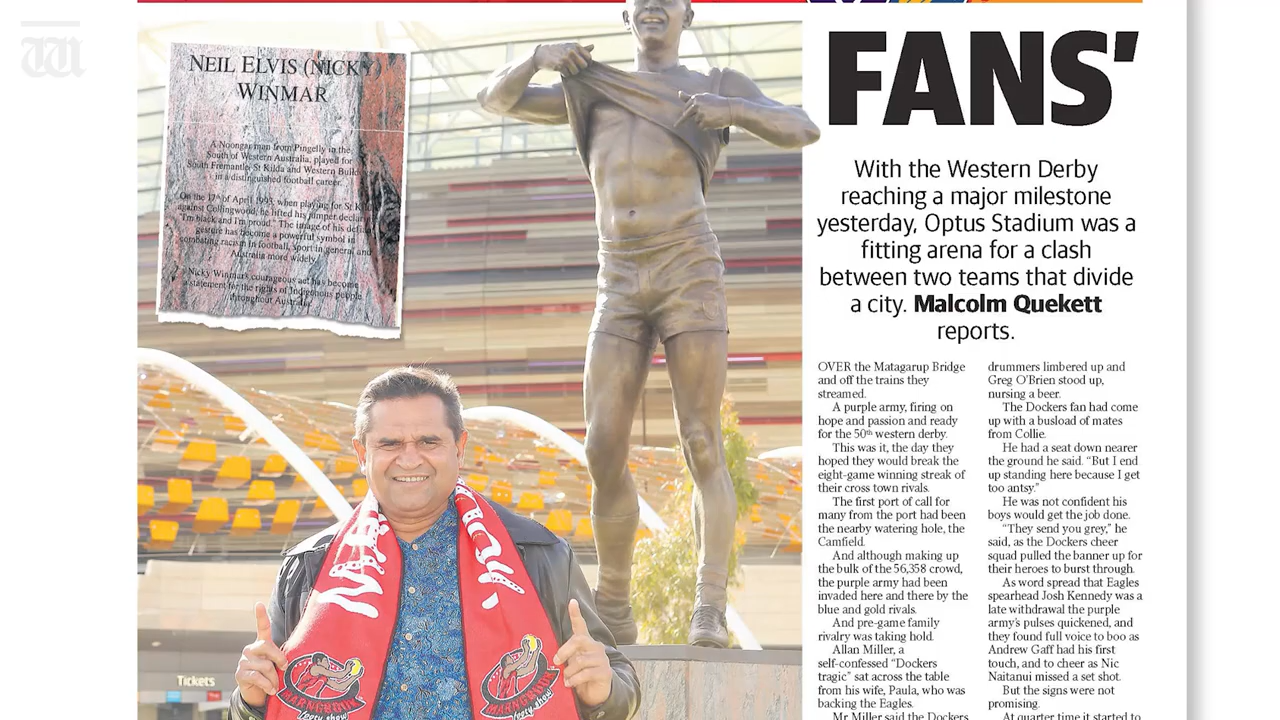 W
NEIL ELVIS (NICKY)
WINMAR
A Noongar man from Pingelly in the
South of Western Australia, played for
South Fremantle, St Kilda and Western
in a distinguished football career.
On the 17th of April 1993, when playing for St
against Collingwood, he lifted his jumper
"I'm black and I'm proud." The image of his
gesture has become a powerful symbol in
combating racism in football, sport in general and
Australia more widely.
Nicky Winmar's courageous act has become
a statement for the rights of Indigenous people
throughout Australia.
Tickets
MARNGROOK
footy show
MARNGROOK
footy show
FANS’
With the Western Derby
reaching a major milestone
yesterday, Optus Stadium was a
fitting arena for a clash
between two teams that divide
a city. Malcolm Quekett
reports.
OVER the Matagarup Bridge
and off the trains they
streamed.
A purple army, firing on
hope and passion and ready
for the 50th western derby.
This was it, the day they
hoped they would break the
eight-game winning streak of
their cross town rivals.
The first port of call for
many from the port had been
the nearby watering hole, the
Camfield.
And although making up
the bulk of the 56,358 crowd,
the purple army had been
invaded here and there by the
blue and gold rivals.
And pre-game family
rivalry was taking hold.
Allan Miller, a
self-confessed “Dockers
tragic” sat across the table
from his wife, Paula, who was
backing the Eagles.
Mr Miller said the Dockers
drummers limbered up and
Greg O’Brien stood up,
nursing a beer.
The Dockers fan had come
up with a busload of mates
from Collie.
He had a seat down nearer
the ground he said. “But I end
up standing here because I get
too antsy.”
He was not confident his
boys would get the job done.
“They send you grey,” he
said, as the Dockers cheer
squad pulled the banner up for
their heroes to burst through.
As word spread that Eagles
spearhead Josh Kennedy was a
late withdrawal the purple
army’s pulses quickened, and
they found full voice to boo as
Andrew Gaff had his first
touch, and to cheer as Nic
Naitanui missed a set shot.
But the signs were not
promising.
At quarter time it started to